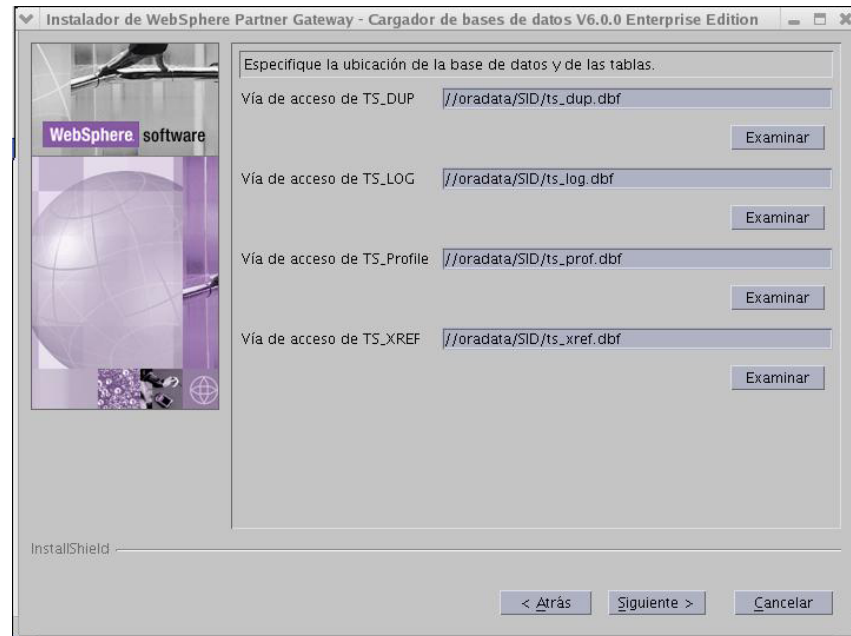 Instalador de WebSphere Partner Gateway - Cargador de bases de datos V6.0.0 Enterprise Edition
WebSphere software
Especifique la ubicación de la base de datos y de las tablas.
Vía de acceso de TS_DUP //oradata/SID/ts_dup.dbf
Examinar
Vía de acceso de TS_LOG //oradata/SID/ts_log.dbf
Examinar
Vía de acceso de TS_Profile //oradata/SID/ts_prof.dbf
Examinar
Vía de acceso de TS_XREF //oradata/SID/ts_xref.dbf
Examinar
InstallShield
< Atrás Siguiente > Cancelar